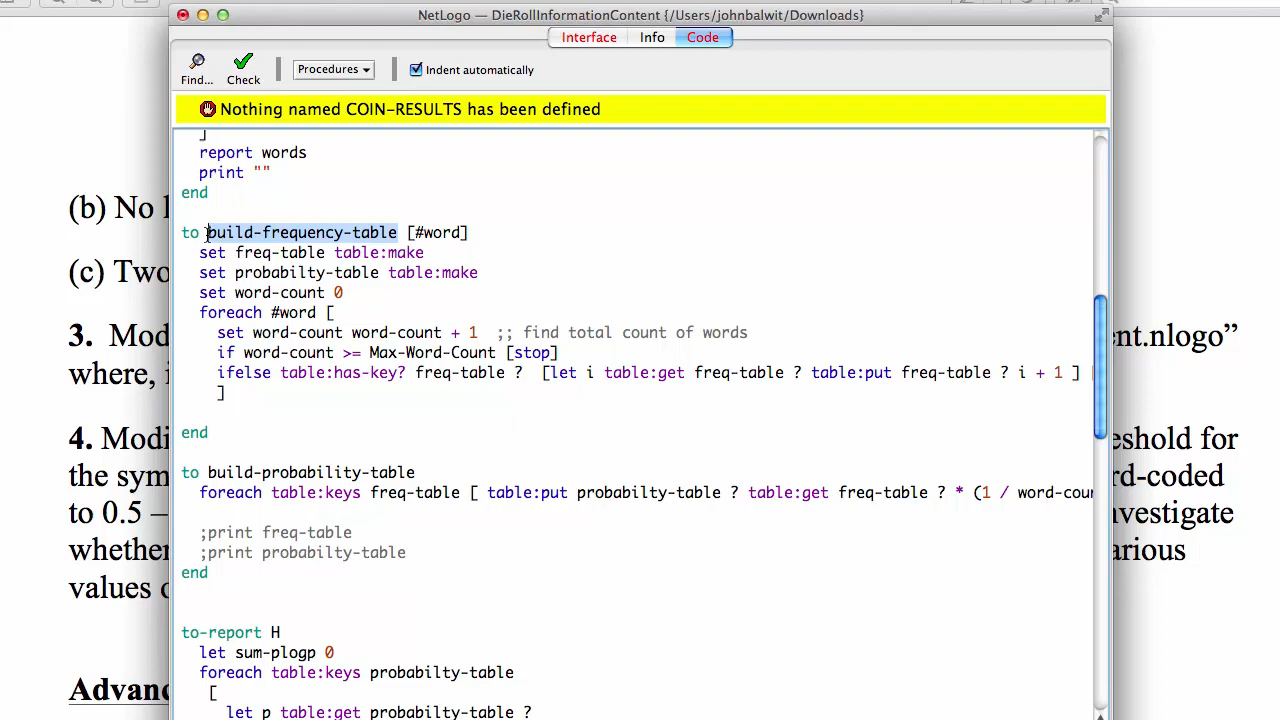 NetLogo — DieRollInformationContent {/Users/johnbalwit/Downloads}
Interface Info Code
Find... Check Procedures Indent automatically
Nothing named COIN-RESULTS has been defined
]
report words
print ""
end
to build-frequency-table [#word]
set freq-table table:make
set probabilty-table table:make
set word-count 0
foreach #word [
set word-count word-count + 1 ;; find total count of words
if word-count >= Max-Word-Count [stop]
ifelse table:has-key? freq-table ? [let i table:get freq-table ? table:put freq-table ? i + 1 ] [
]
end
to build-probability-table
foreach table:keys freq-table [ table:put probabilty-table ? table:get freq-table ? * (1 / word-coun
;print freq-table
;print probabilty-table
end
to-report H
let sum-plogp 0
foreach table:keys probabilty-table
[
let p table:get probabilty-table ?
(b) No
(c) Two
3. Mod ent.nlogo”
where, i
4. Modi eshold for
the sym rd-coded
to 0.5 – nvestigate
whether arious
values o
Advanc